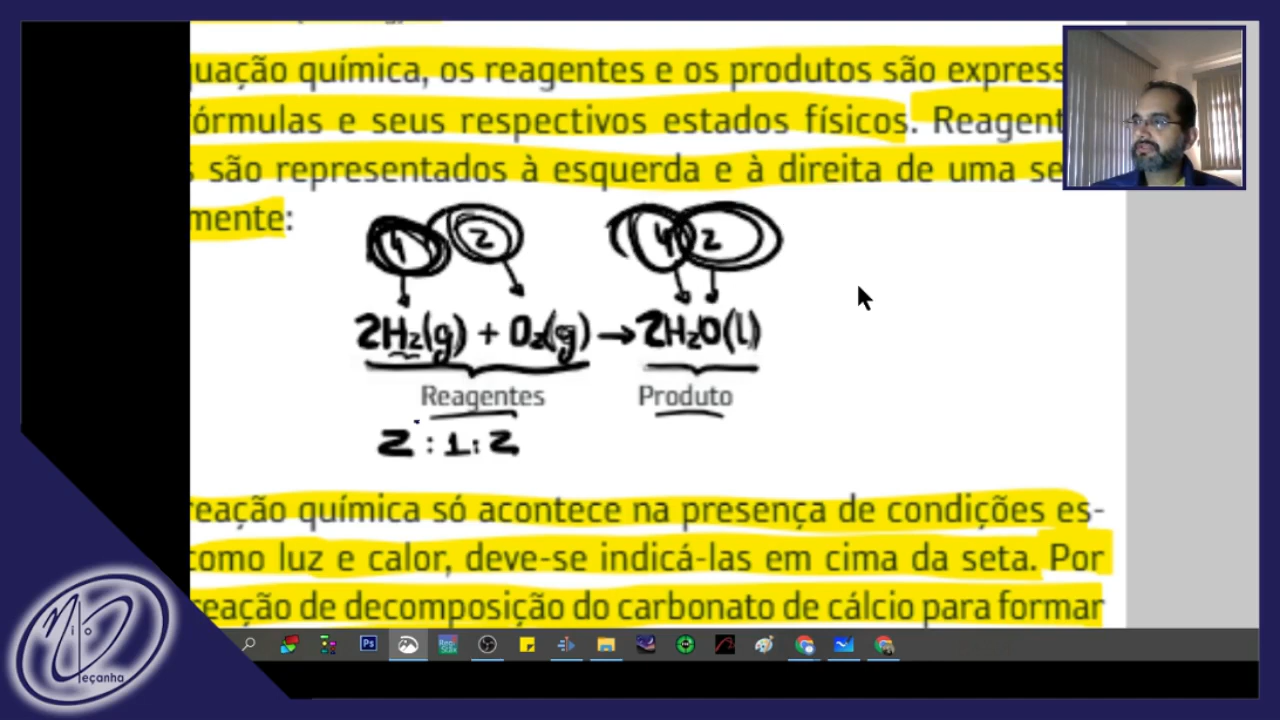 uação química, os reagentes e os produtos são express
órmulas e seus respectivos estados físicos. Reagent
s são representados à esquerda e à direita de uma se
mente:
4 2 4 2
2H₂(g) + O₂(g) → 2H₂O(l)
Reagentes Produto
2 : 1 : 2
reação química só acontece na presença de condições es-
como luz e calor, deve-se indicá-las em cima da seta. Por
reação de decomposição do carbonato de cálcio para formar
Ps